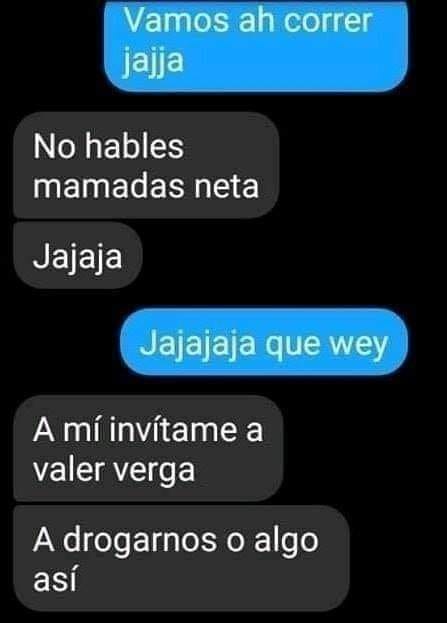 Vamos ah correr
jajja
No hables
mamadas neta
Jajaja
Jajajaja que wey
A mí invítame a
valer verga
A drogarnos o algo
así